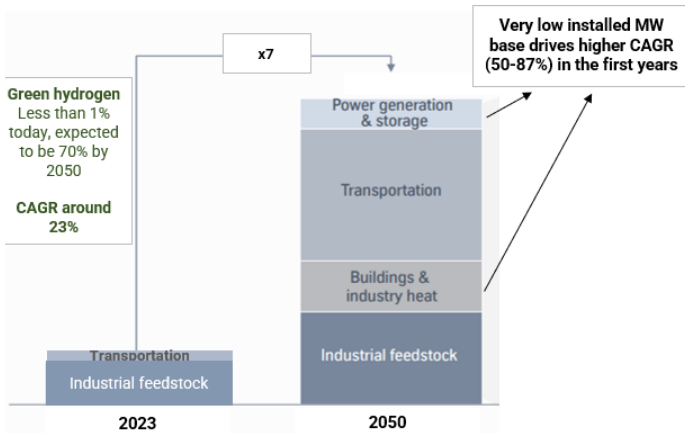 Very low installed MW
base drives higher CAGR
(50-87%) in the first years
x7
Green hydrogen
Less than 1%
today, expected
to be 70% by
2050
CAGR around
23%
Power generation
& storage
Transportation
Buildings &
industry heat
Industrial feedstock
Transportation
Industrial feedstock
2023
2050